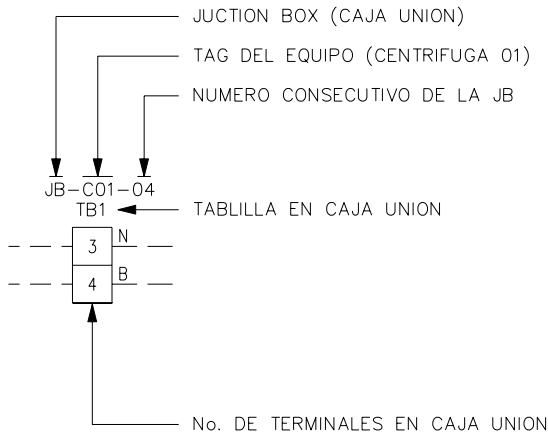 JUCTION BOX (CAJA UNION)
TAG DEL EQUIPO (CENTRIFUGA 01)
NUMERO CONSECUTIVO DE LA JB
JB-C01-04
TB1
TABLILLA EN CAJA UNION
3 N
4 B
No. DE TERMINALES EN CAJA UNION